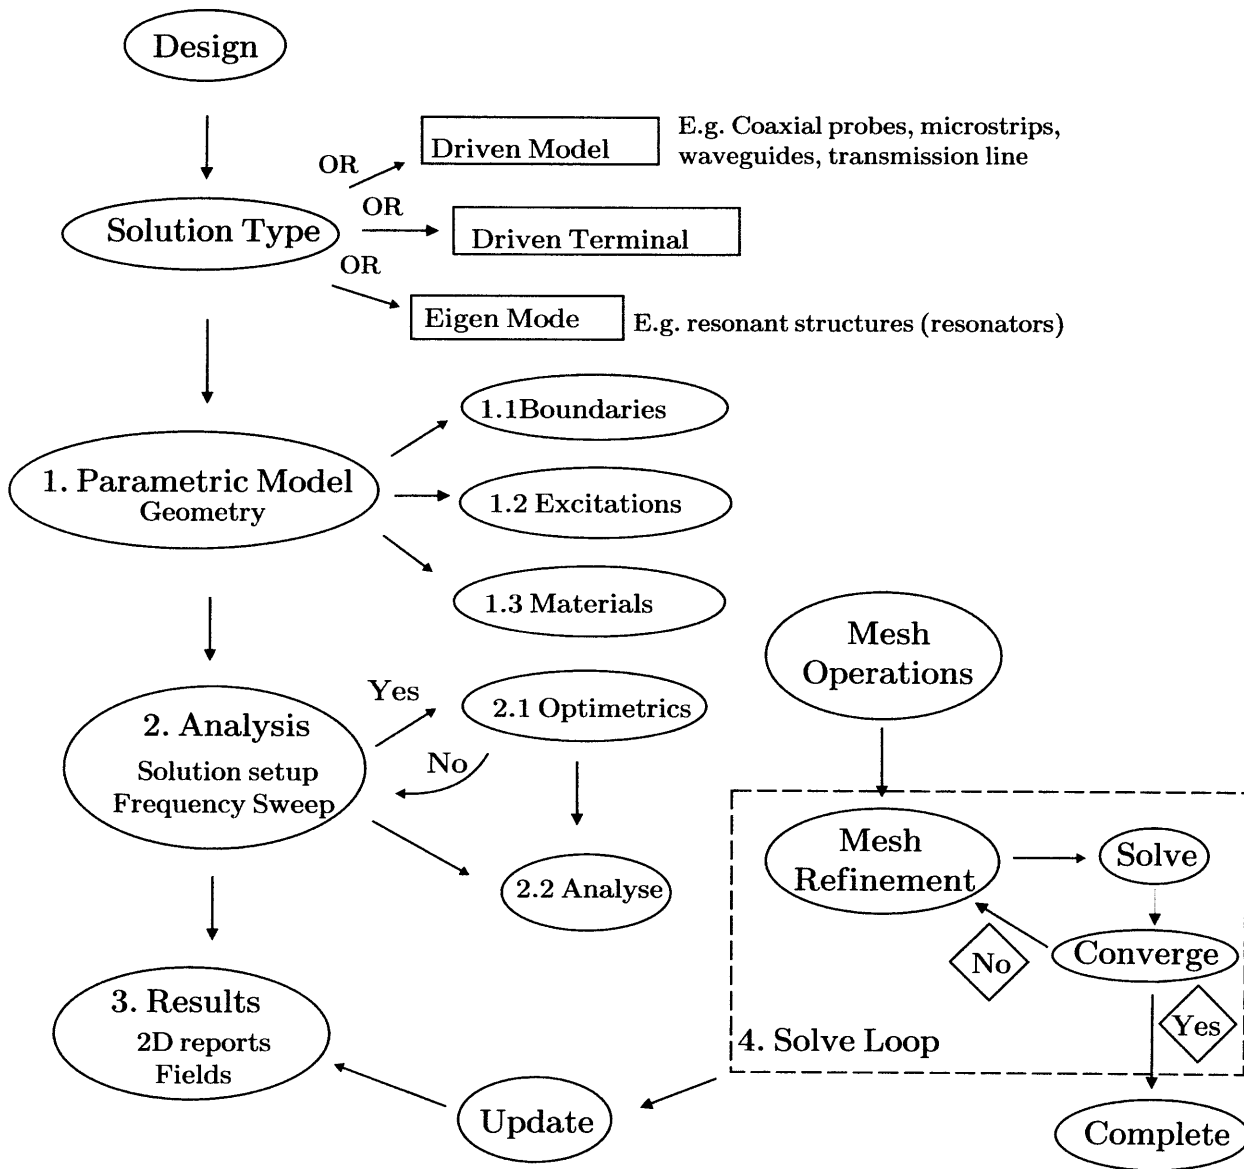 Design
E.g. Coaxial probes, microstrips,
waveguides, transmission line
Driven Model
OR
OR
Solution Type
Driven Terminal
OR
Eigen Mode
E.g. resonant structures (resonators)
1.1Boundaries
1. Parametric Model
Geometry
1.2 Excitations
1.3 Materials
Mesh
Operations
Yes
2.1 Optimetrics
2. Analysis
Solution setup
Frequency Sweep
No
2.2 Analyse
Mesh
Refinement
Solve
Converge
No
Yes
4. Solve Loop
3. Results
2D reports
Fields
Update
Complete